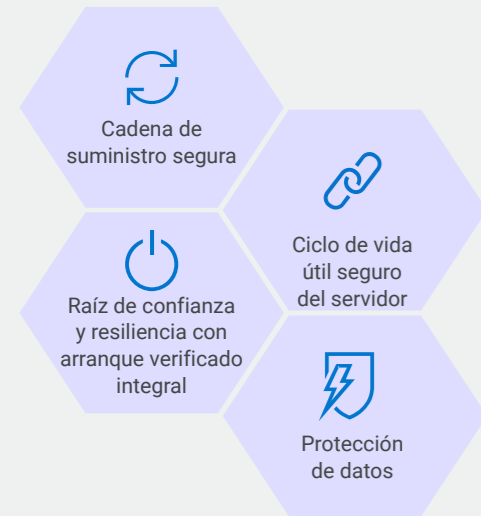 Cadena de
suministro segura
Ciclo de vida
útil seguro
del servidor
Raíz de confianza
y resiliencia con
arranque verificado
integral
Protección
de datos